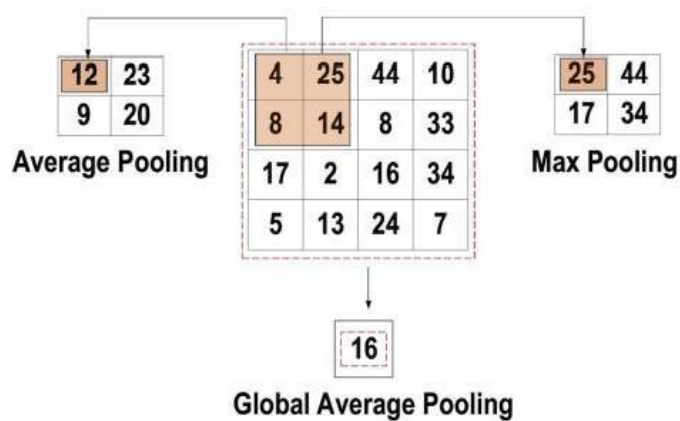 12 23
9 20
Average Pooling
4 25 44 10
8 14 8 33
17 2 16 34
5 13 24 7
25 44
17 34
Max Pooling
16
Global Average Pooling